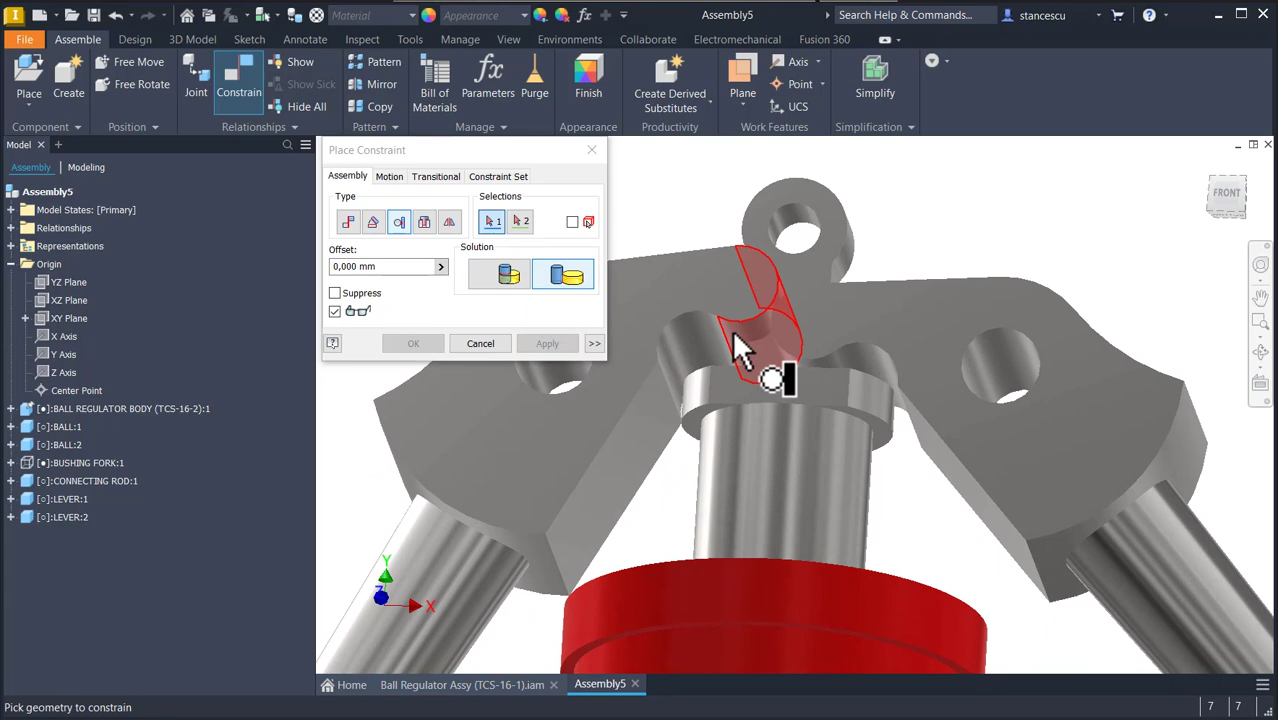 Material
Appearance
Assembly5
Search Help & Commands...
stancescu
File
Assemble
Design
3D Model
Sketch
Annotate
Inspect
Tools
Manage
View
Environments
Collaborate
Electromechanical
Fusion 360
Place
Create
Free Move
Free Rotate
Joint
Constrain
Show
Show Sick
Hide All
Pattern
Mirror
Copy
Bill of
Materials
Parameters
Purge
Finish
Create Derived
Substitutes
Plane
Axis
Point
UCS
Simplify
Component
Position
Relationships
Pattern
Manage
Appearance
Productivity
Work Features
Simplification
Model
Assembly
Modeling
Assembly5
Model States: [Primary]
Relationships
Representations
Origin
YZ Plane
XZ Plane
XY Plane
X Axis
Y Axis
Z Axis
Center Point
BALL REGULATOR BODY (TCS-16-2):1
BALL:1
BALL:2
BUSHING FORK:1
CONNECTING ROD:1
LEVER:1
LEVER:2
Place Constraint
Assembly
Motion
Transitional
Constraint Set
Type
Selections
1
2
Offset:
0,000 mm
Solution
Suppress
OK
Cancel
Apply
>>
FRONT
Y
Z
X
Home
Ball Regulator Assy (TCS-16-1).iam
Assembly5
Pick geometry to constrain
7 7